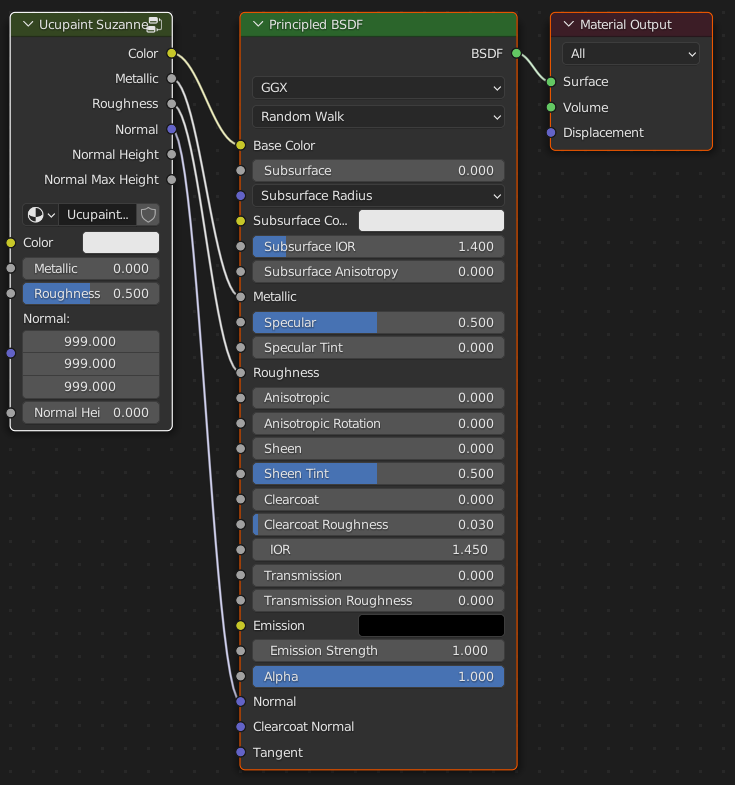 Ucupaint Suzanne
Color
Metallic
Roughness
Normal
Normal Height
Normal Max Height
Ucupaint...
Color
Metallic 0.000
Roughness 0.500
Normal:
999.000
999.000
999.000
Normal Hei 0.000
Principled BSDF
BSDF
GGX
Random Walk
Base Color
Subsurface 0.000
Subsurface Radius
Subsurface Co...
Subsurface IOR 1.400
Subsurface Anisotropy 0.000
Metallic
Specular 0.500
Specular Tint 0.000
Roughness
Anisotropic 0.000
Anisotropic Rotation 0.000
Sheen 0.000
Sheen Tint 0.500
Clearcoat 0.000
Clearcoat Roughness 0.030
IOR 1.450
Transmission 0.000
Transmission Roughness 0.000
Emission
Emission Strength 1.000
Alpha 1.000
Normal
Clearcoat Normal
Tangent
Material Output
All
Surface
Volume
Displacement